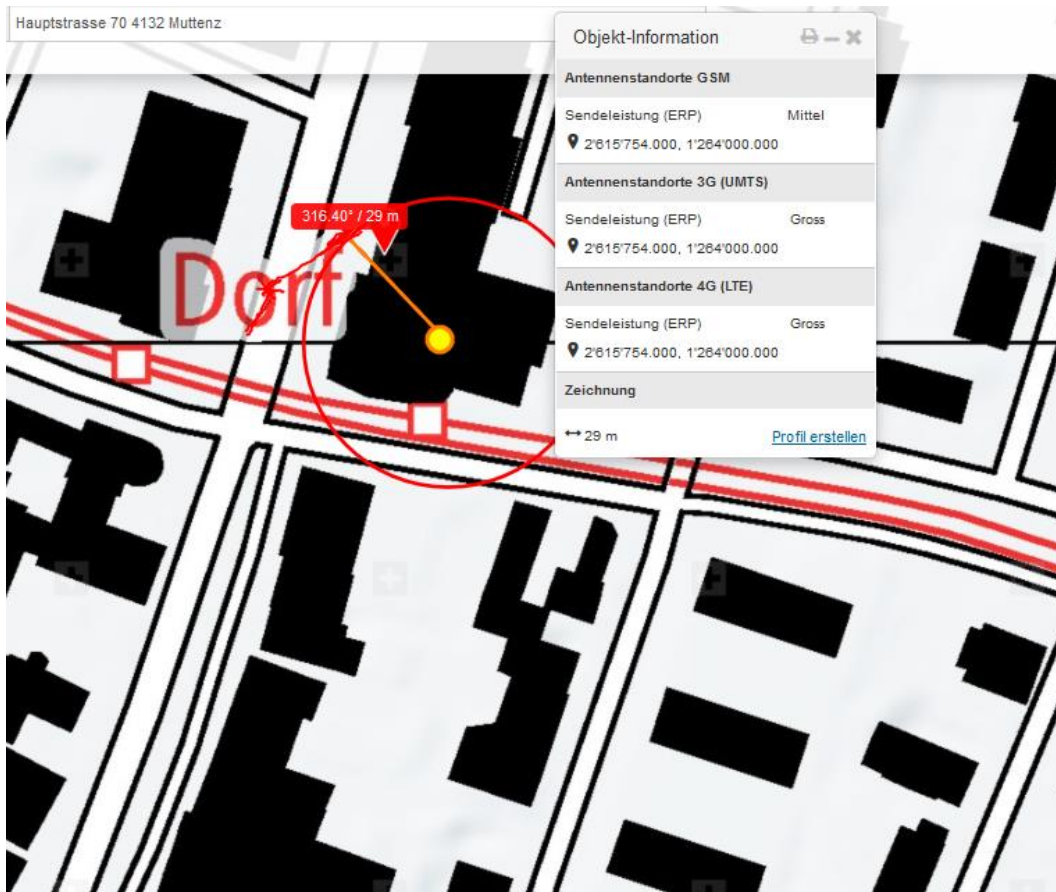 Hauptstrasse 70 4132 Muttenz
Objekt-Information
Antennenstandorte GSM
Sendeleistung (ERP) Mittel
2'615'754.000, 1'264'000.000
Antennenstandorte 3G (UMTS)
Sendeleistung (ERP) Gross
2'615'754.000, 1'264'000.000
Antennenstandorte 4G (LTE)
Sendeleistung (ERP) Gross
2'615'754.000, 1'264'000.000
Zeichnung
29 m Profil erstellen
316.40° / 29 m
Dorf